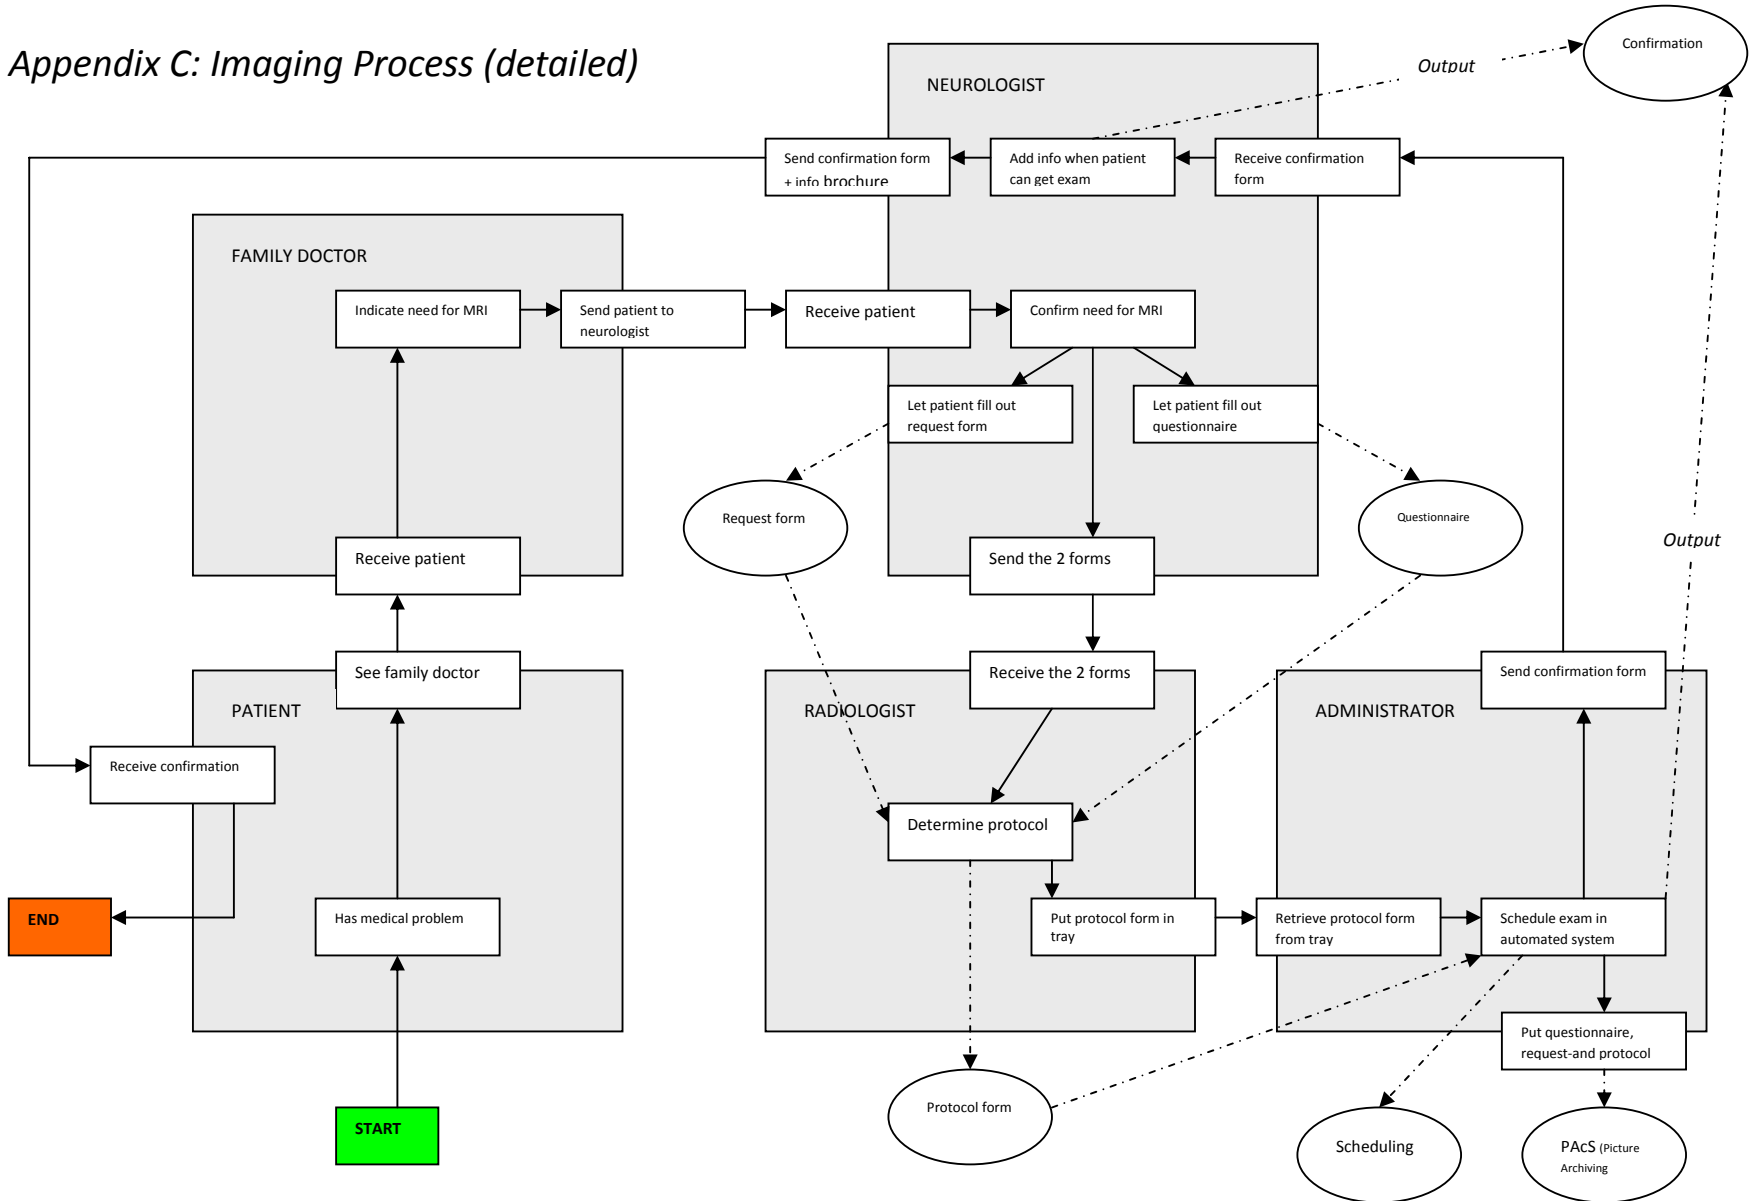 Appendix C: Imaging Process (detailed)
Confirmation
Output
NEUROLOGIST
Send confirmation form
+ info brochure
Add info when patient
can get exam
Receive confirmation
form
FAMILY DOCTOR
Indicate need for MRI
Send patient to
neurologist
Receive patient
Confirm need for MRI
Let patient fill out
request form
Let patient fill out
questionnaire
Request form
Questionnaire
Output
Receive patient
Send the 2 forms
See family doctor
Receive the 2 forms
Send confirmation form
PATIENT
RADIOLOGIST
ADMINISTRATOR
Receive confirmation
Determine protocol
END
Has medical problem
Put protocol form in
tray
Retrieve protocol form
from tray
Schedule exam in
automated system
Put questionnaire,
request-and protocol
Protocol form
START
Scheduling
PAcS (Picture
Archiving